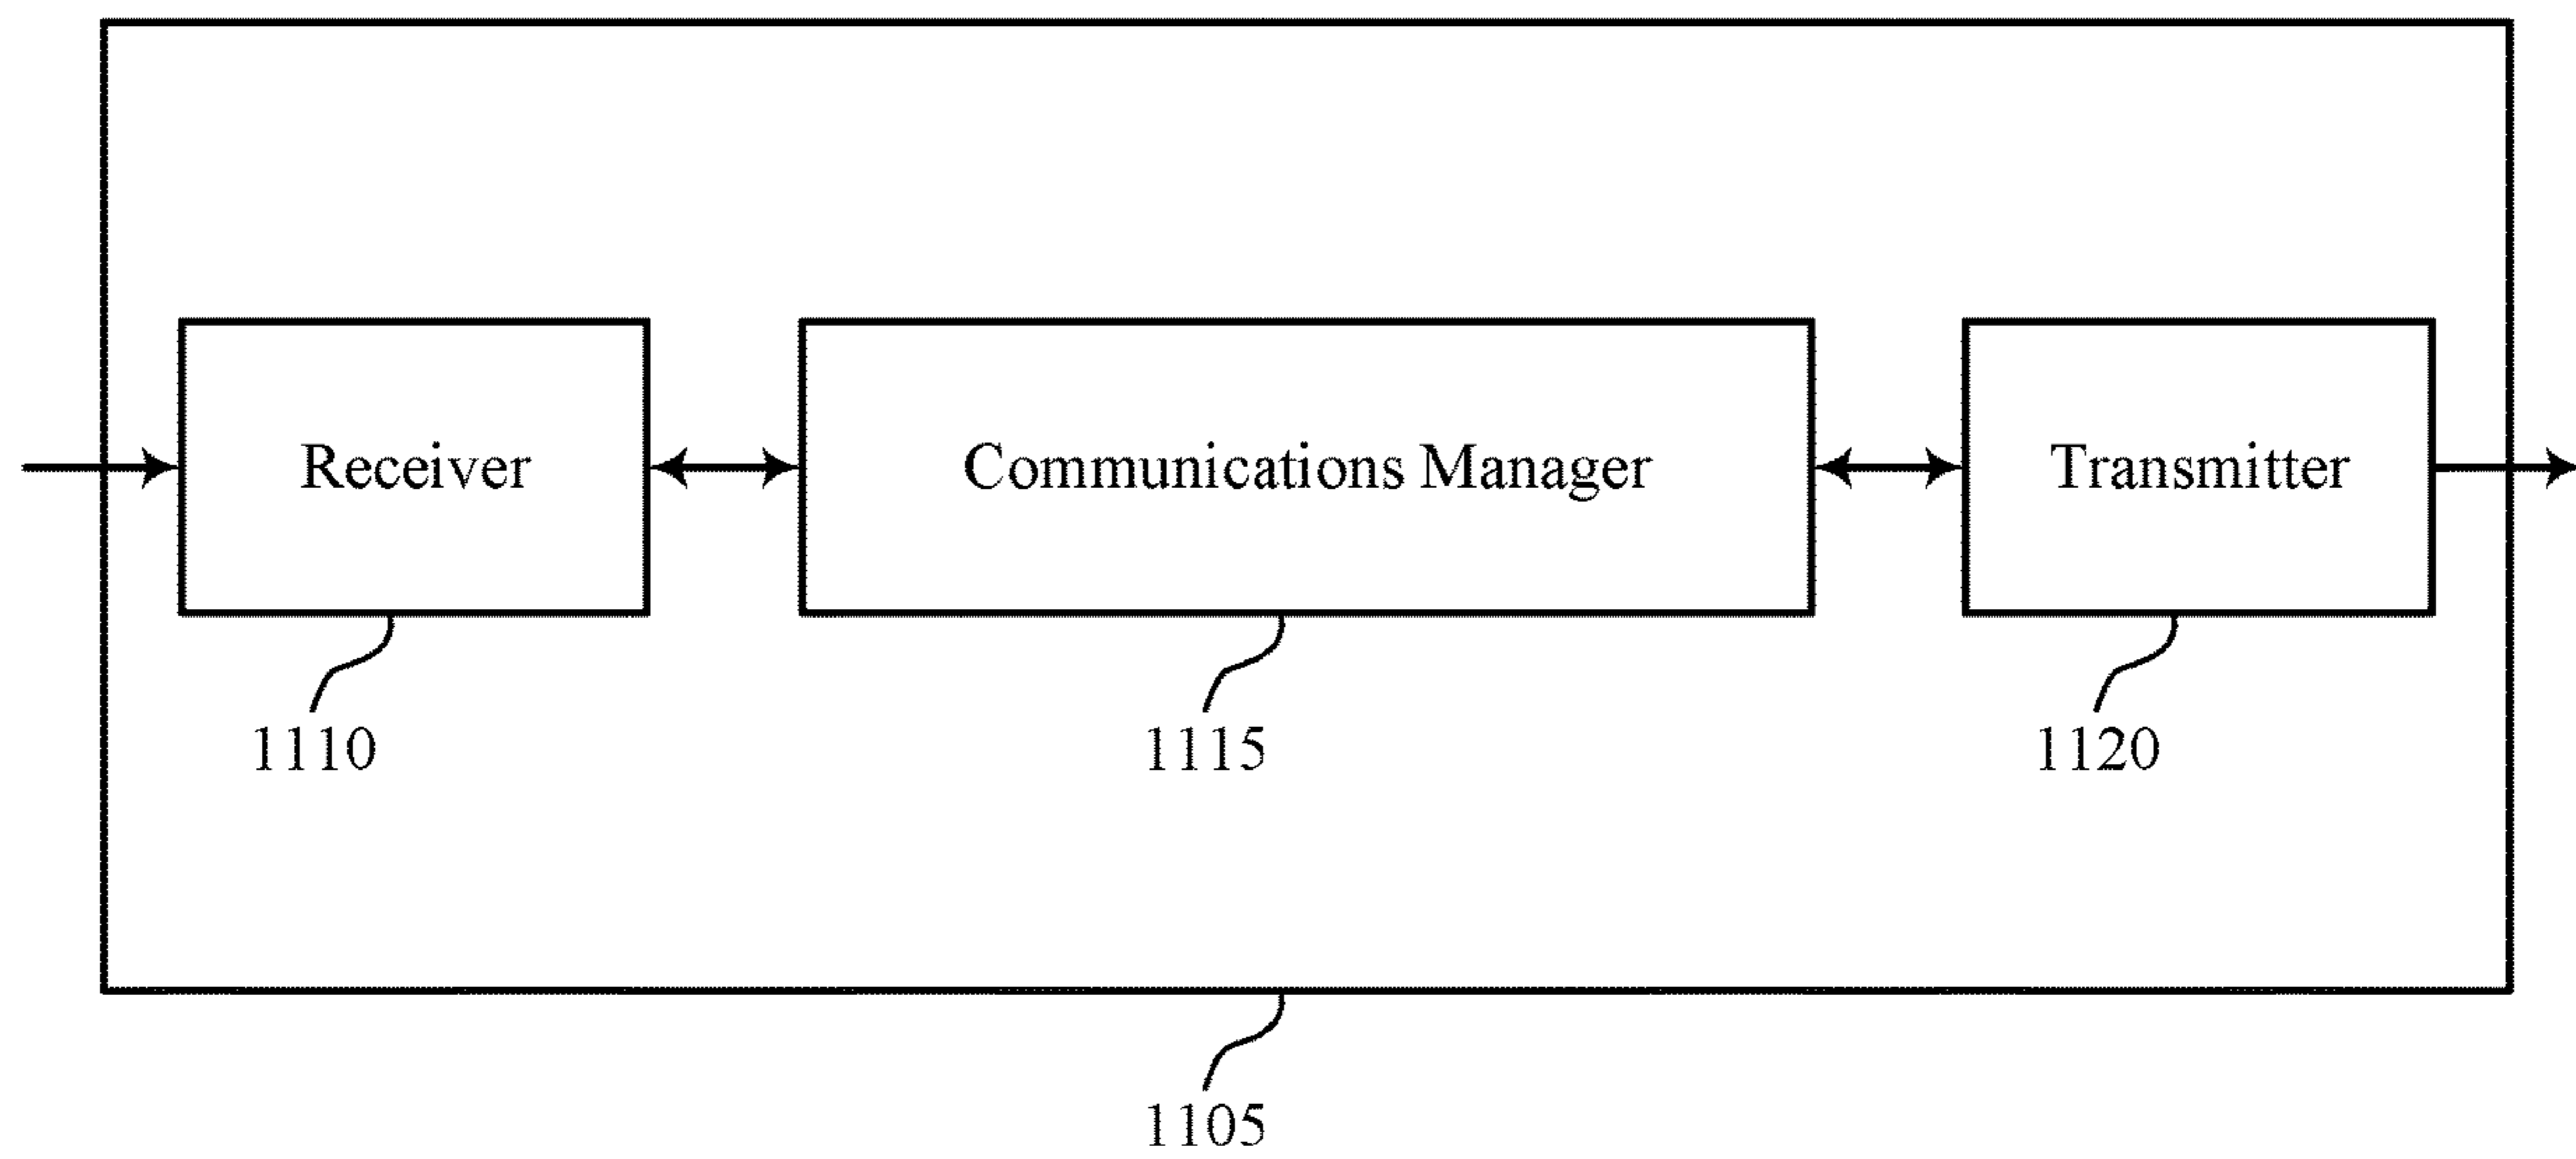 Receiver
Communications Manager
Transmitter
1110
1115
1120
1105